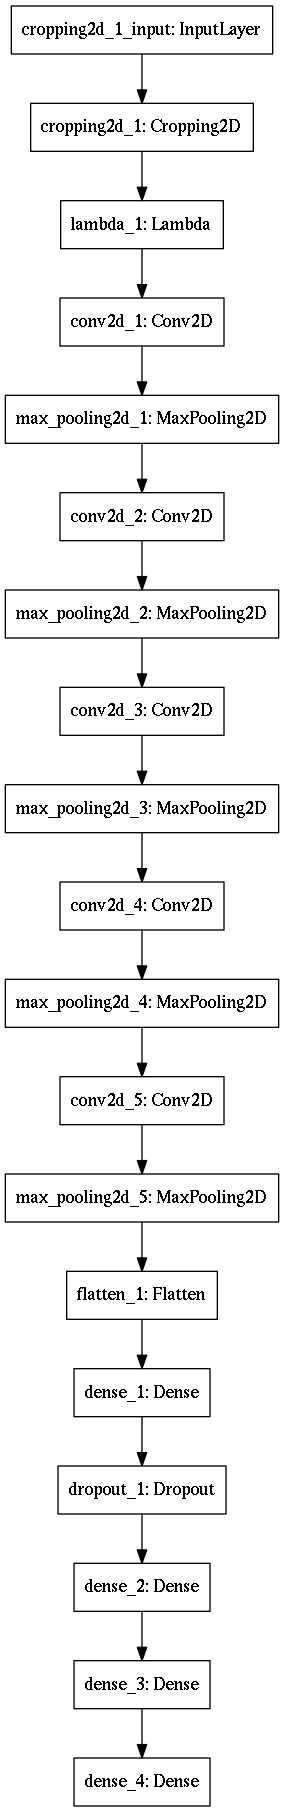 cropping2d_1_input: InputLayer
cropping2d_1: Cropping2D
lambda_1: Lambda
conv2d_1: Conv2D
max_pooling2d_1: MaxPooling2D
conv2d_2: Conv2D
max_pooling2d_2: MaxPooling2D
conv2d_3: Conv2D
max_pooling2d_3: MaxPooling2D
conv2d_4: Conv2D
max_pooling2d_4: MaxPooling2D
conv2d_5: Conv2D
max_pooling2d_5: MaxPooling2D
flatten_1: Flatten
dense_1: Dense
dropout_1: Dropout
dense_2: Dense
dense_3: Dense
dense_4: Dense